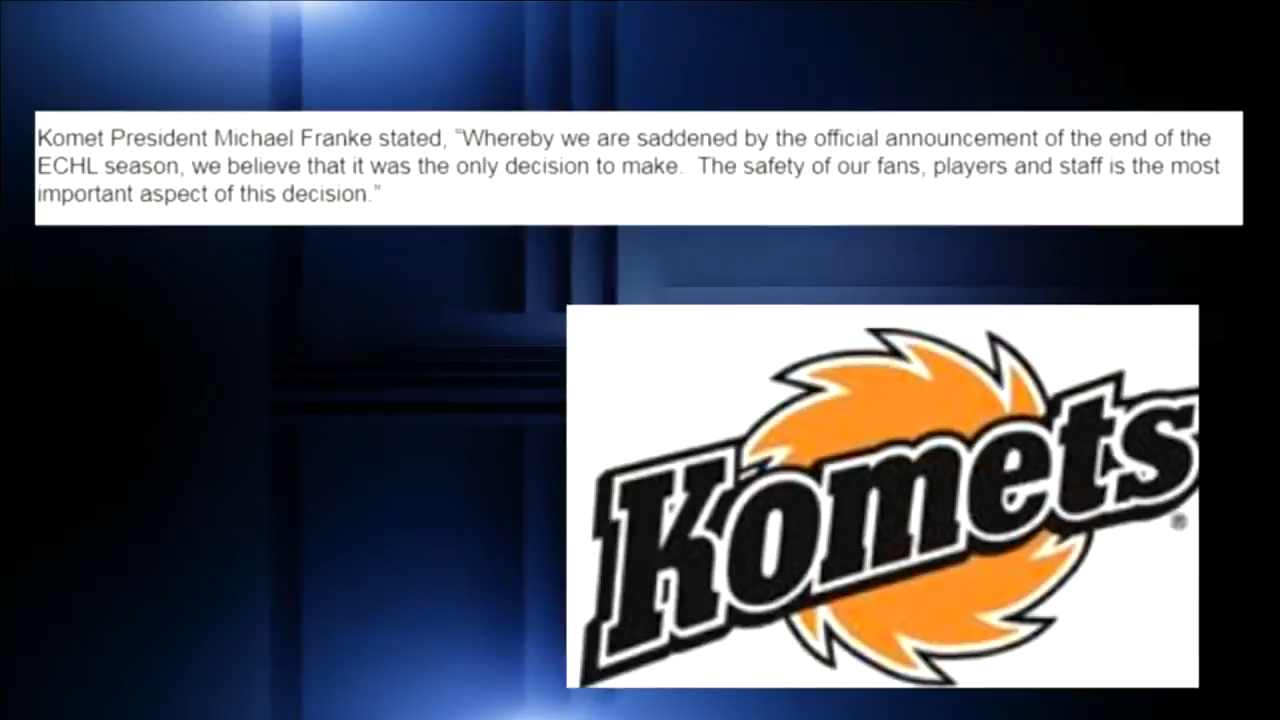 Komet President Michael Franke stated, “Whereby we are saddened by the official announcement of the end of the
ECHL season, we believe that it was the only decision to make.  The safety of our fans, players and staff is the most
important aspect of this decision.”
Komets
®